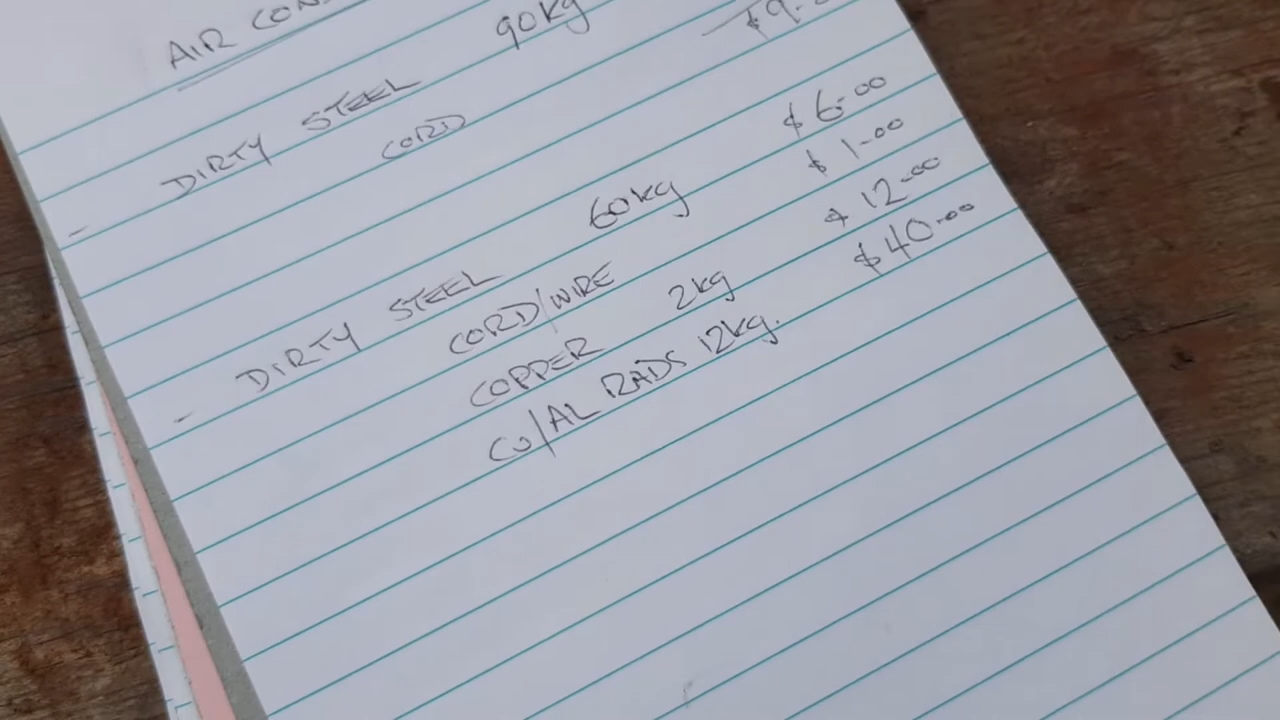 AIR
DIRTY STEEL 90kg
CORD
- DIRTY STEEL 60kg $6.00
CORD/WIRE $1.00
COPPER 2kg $12.00
CU/AL RADS 12kg. $40.00